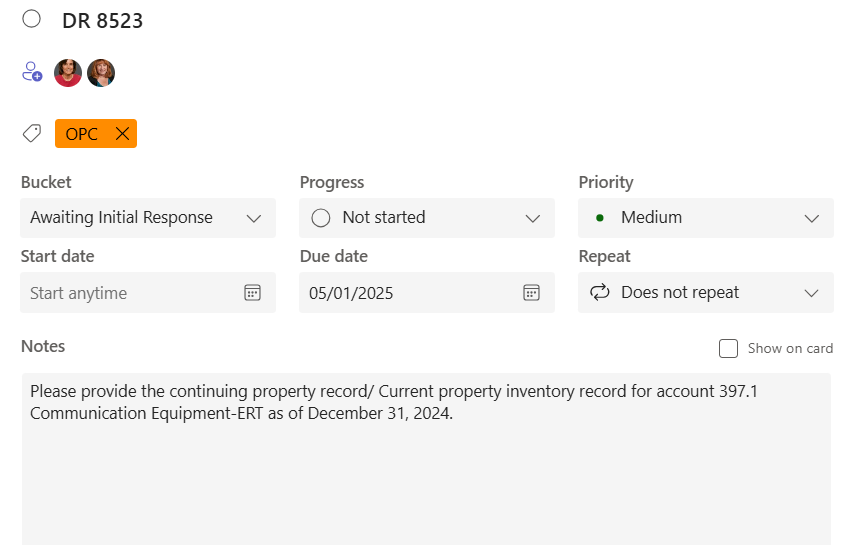 DR 8523
OPC
Bucket
Progress
Priority
Awaiting Initial Response
Not started
Medium
Start date
Due date
Repeat
Start anytime
05/01/2025
Does not repeat
Notes
Show on card
Please provide the continuing property record/ Current property inventory record for account 397.1
Communication Equipment-ERT as of December 31, 2024.